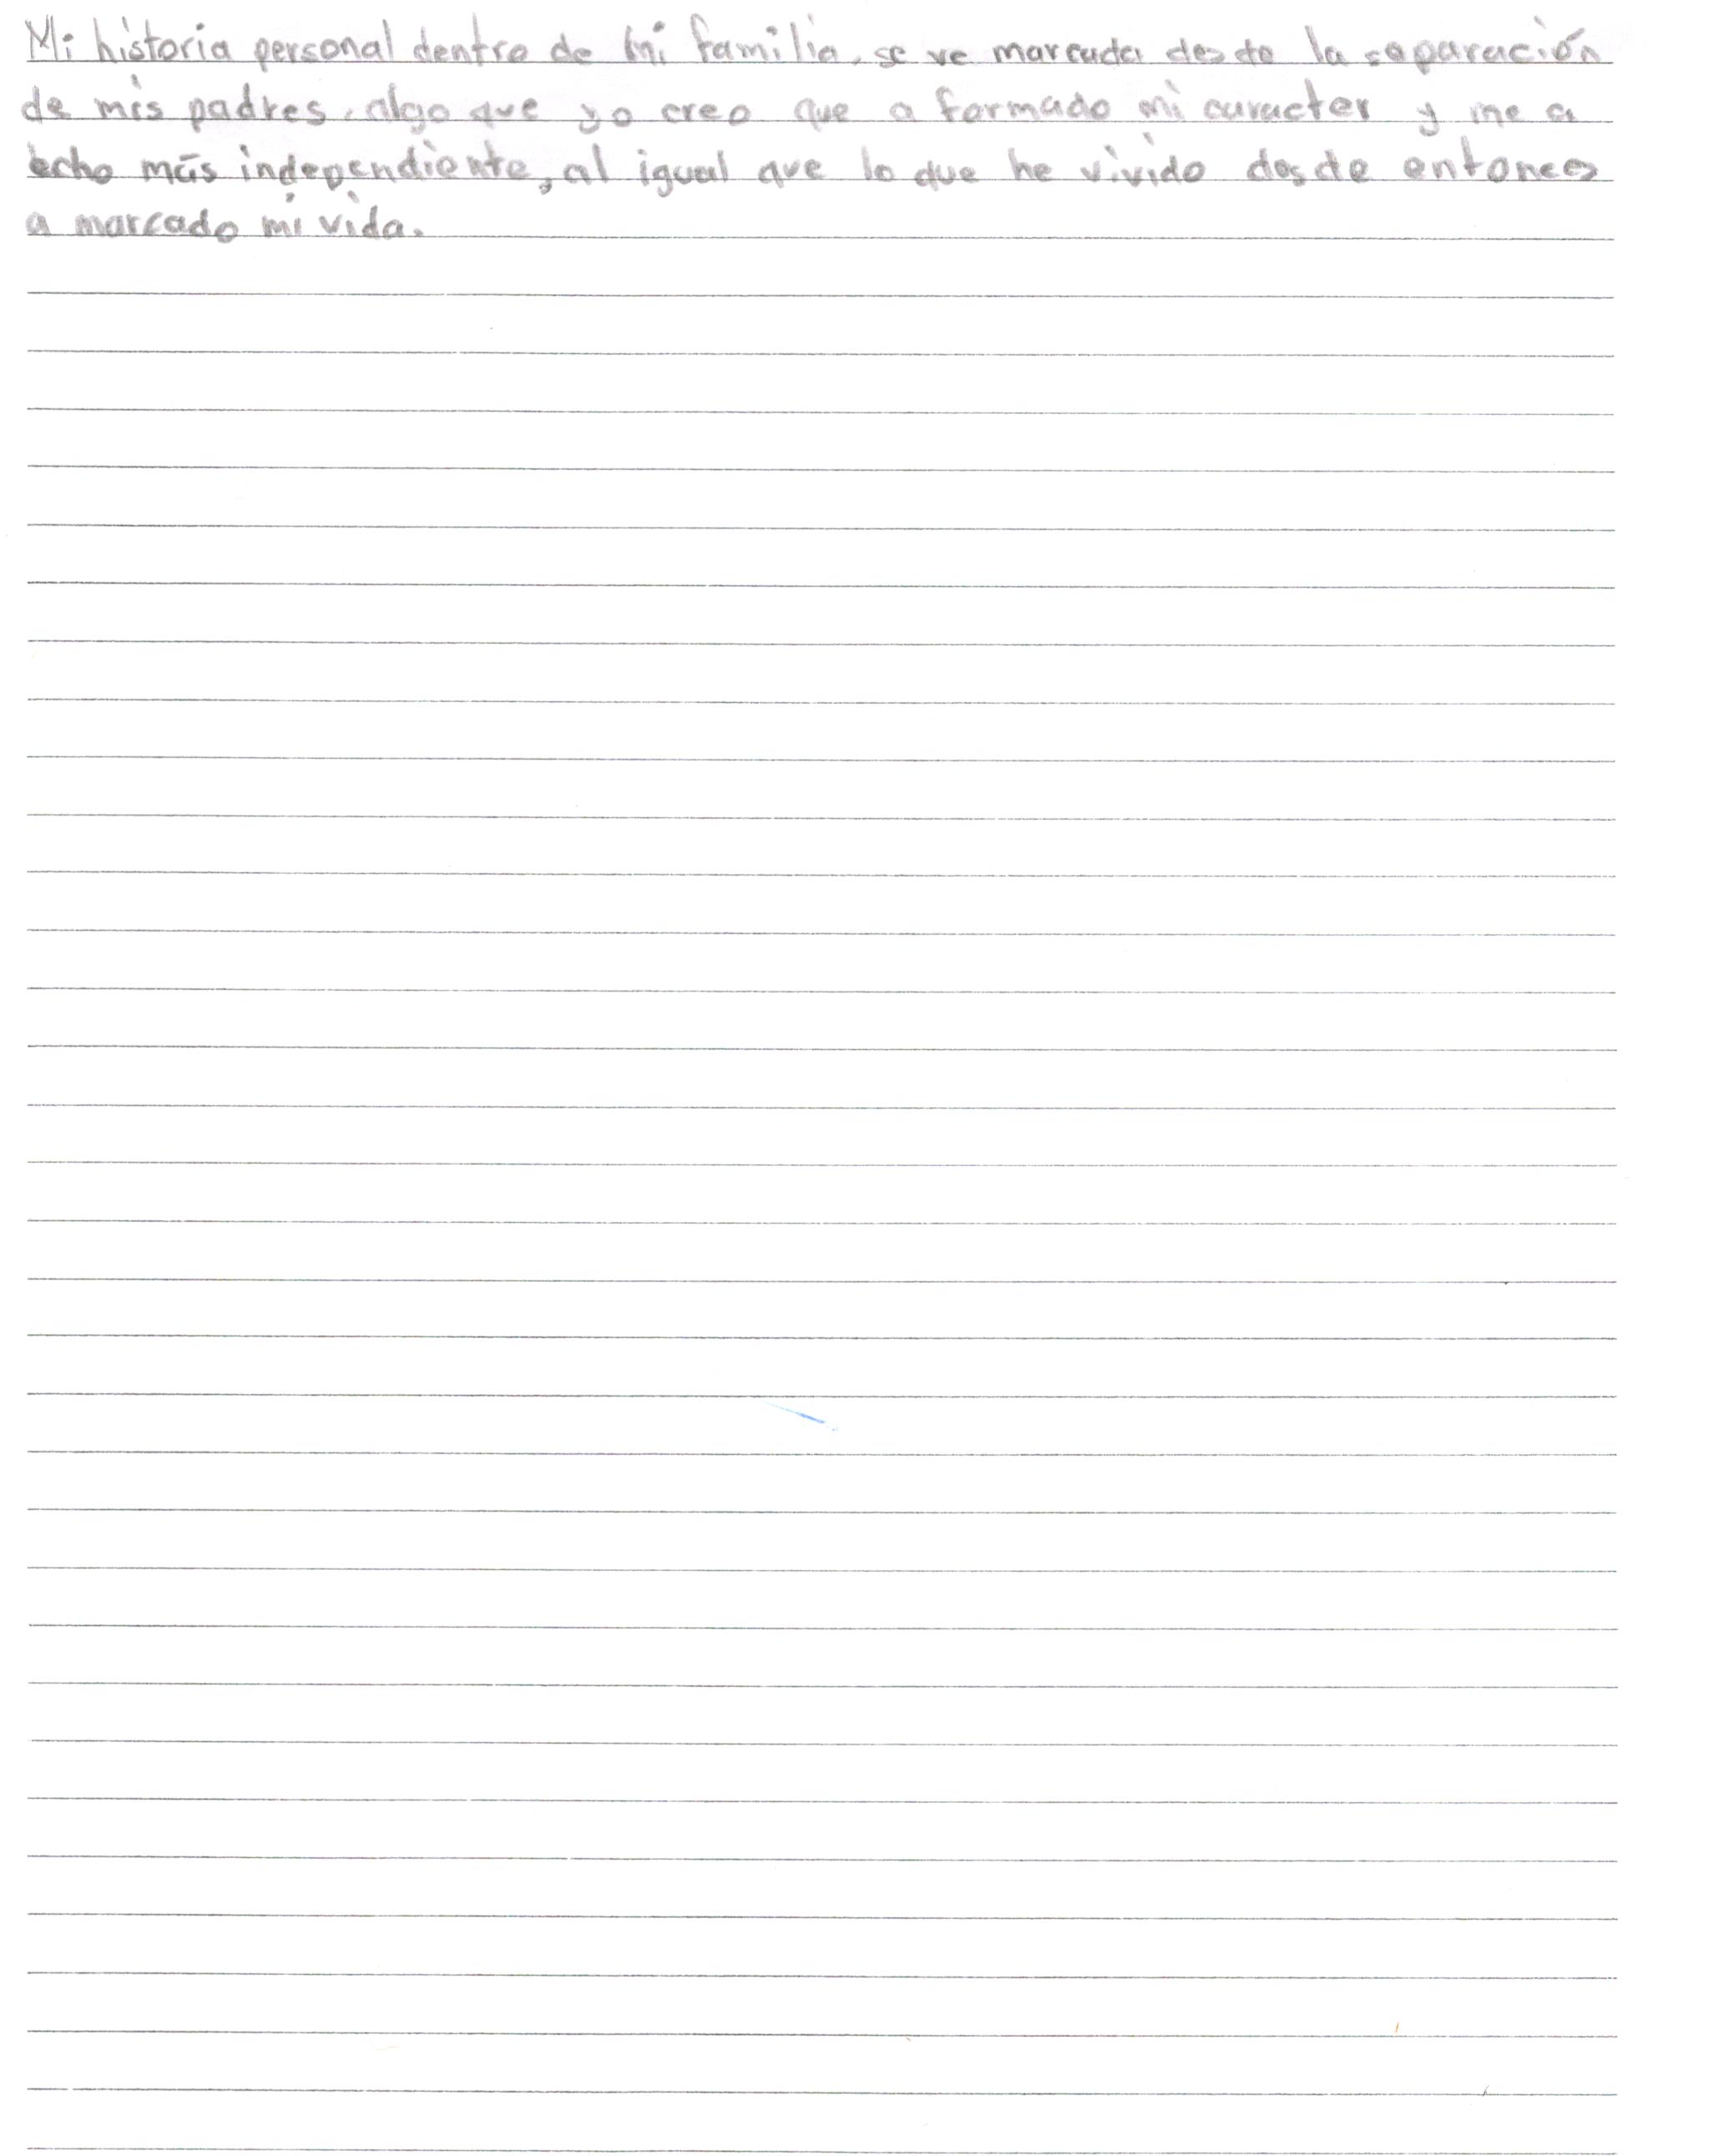 Mi historia personal dentro de mi familia, se ve marcada desde la separación
de mis padres, algo que yo creo que a formado mi caracter y me a
echo más independiente, al igual que lo que he vivido desde entonces
a marcado mi vida.